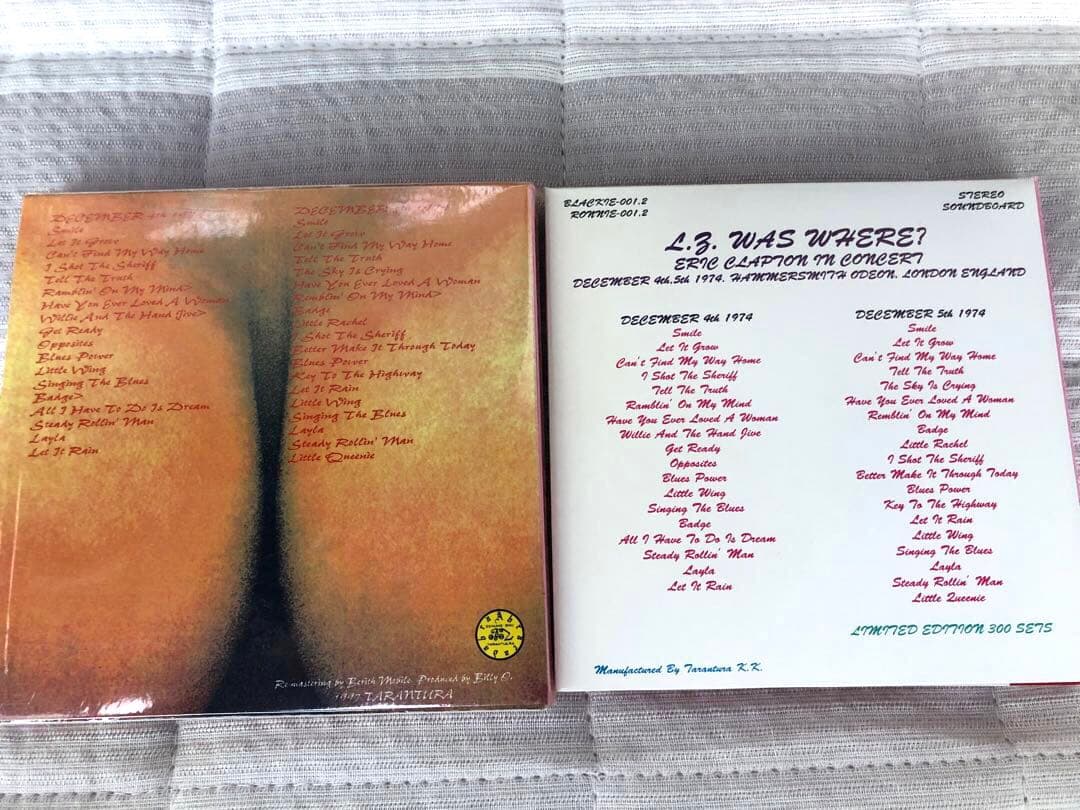 DECEMBER 4th
Smile
Let It Grow
Can't Find My Way Home
I Shot The Sheriff
Tell The Truth
Ramblin' On My Mind>
Have You Ever Loved A Woman
Willie And The Hand Jive>
Get Ready
Opposites
Blues Power
Little Wing
Singing The Blues
Badge>
All I Have To Do Is Dream
Steady Rollin' Man
Layla
Let It Rain
DECEMBER
Smile
Let It Grow
Can't Find My Way Home
Tell The Truth
The Sky Is Crying
Have You Ever Loved A Woman
Ramblin' On My Mind>
Badge
Little Rachel
I Shot The Sheriff
Better Make It Through Today
Blues Power
Key To The Highway
Let It Rain
Little Wing
Singing The Blues
Layla
Steady Rollin' Man
Little Queenie
Re-mastering by Berith Mobile. Produced by Billy O.
1997 TARANTURA
BLACKIE-001.2
RONNIE-001.2
STEREO
SOUNDBOARD
L.Z. WAS WHERE?
ERIC CLAPTON IN CONCERT
DECEMBER 4th,5th 1974. HAMMERSMITH ODEON. LONDON ENGLAND
DECEMBER 4th 1974
Smile
Let It Grow
Can't Find My Way Home
I Shot The Sheriff
Tell The Truth
Ramblin' On My Mind
Have You Ever Loved A Woman
Willie And The Hand Jive
Get Ready
Opposites
Blues Power
Little Wing
Singing The Blues
Badge
All I Have To Do Is Dream
Steady Rollin' Man
Layla
Let It Rain
DECEMBER 5th 1974
Smile
Let It Grow
Can't Find My Way Home
Tell The Truth
The Sky Is Crying
Have You Ever Loved A Woman
Remblin' On My Mind
Badge
Little Rachel
I Shot The Sheriff
Better Make It Through Today
Blues Power
Key To The Highway
Let It Rain
Little Wing
Singing The Blues
Layla
Steady Rollin' Man
Little Queenie
LIMITED EDITION 300 SETS
Manufactured By Tarantura K.K.